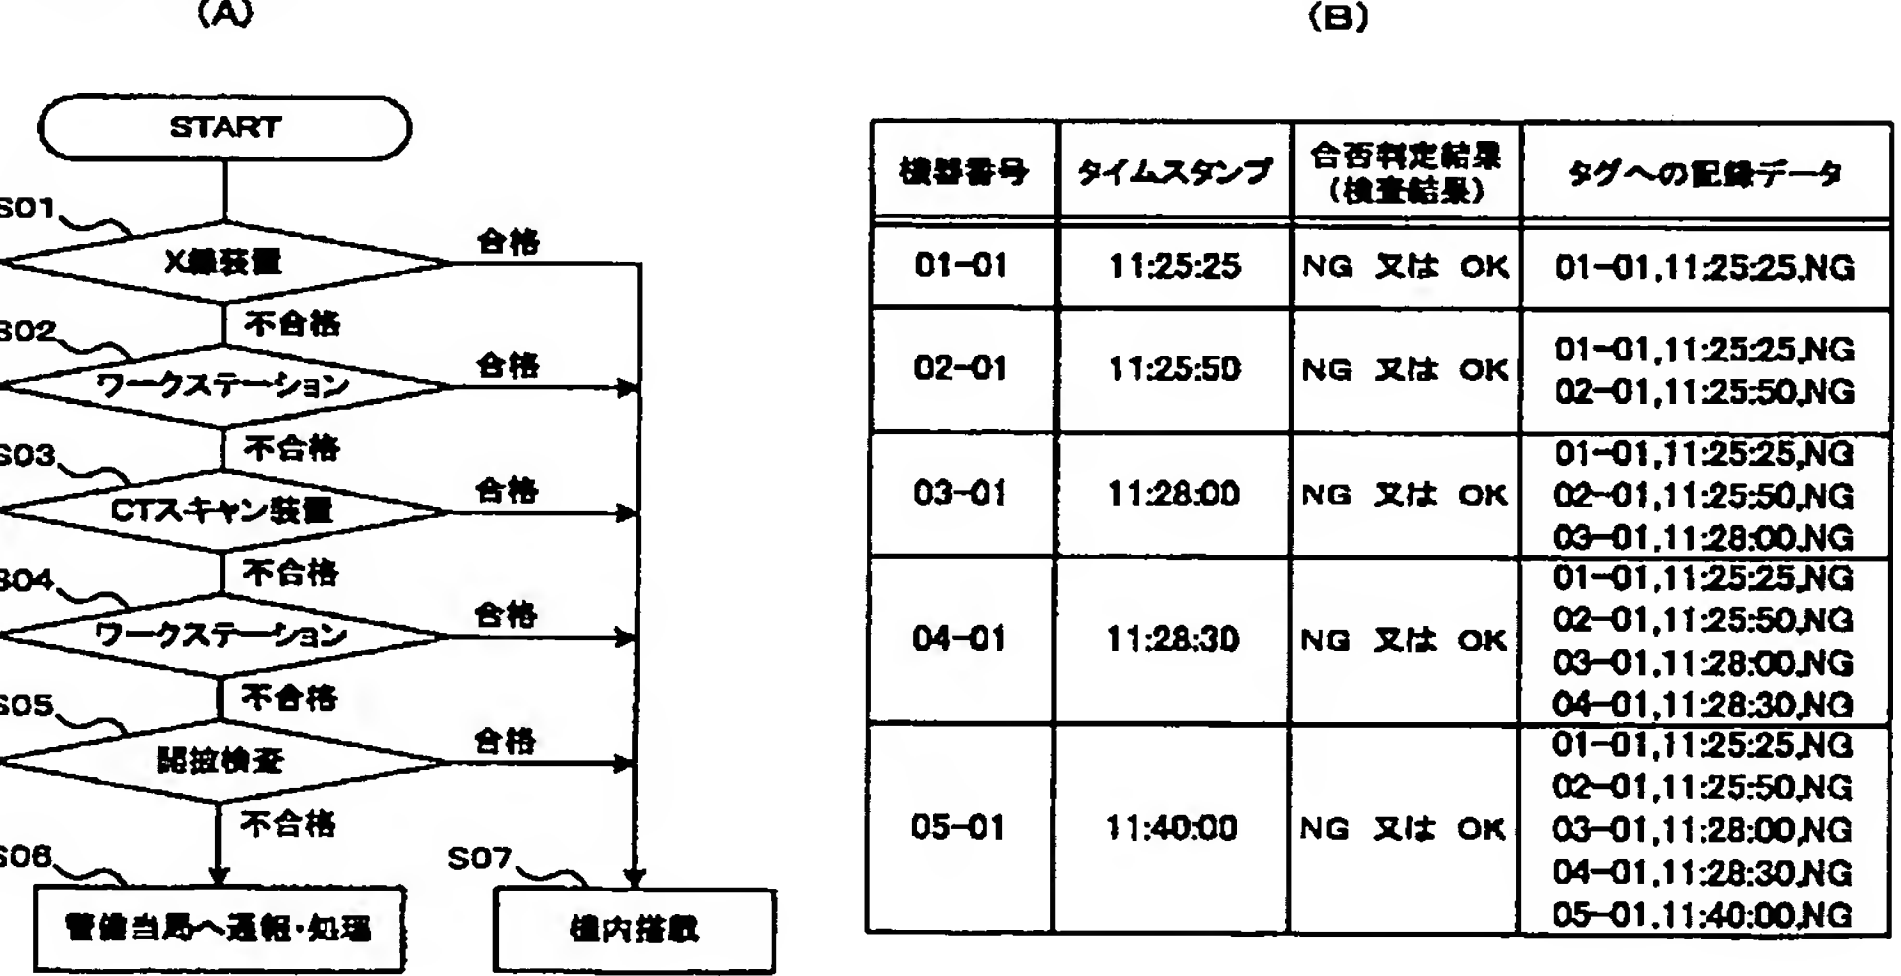 (A)
START
S01
X線装置
合格
不合格
S02
ワークステーション
合格
不合格
S03
CTスキャン装置
合格
不合格
S04
ワークステーション
合格
不合格
S05
開披検査
合格
不合格
S06
警備当局へ通報・処理
S07
機内搭載
(B)
機器番号 タイムスタンプ 合否判定結果 タグへの記録データ
(検査結果)
01-01 11:25:25 NG 又は OK 01-01,11:25:25,NG
02-01 11:25:50 NG 又は OK
01-01,11:25:25,NG
02-01,11:25:50,NG
03-01 11:28:00 NG 又は OK
01-01,11:25:25,NG
02-01,11:25:50,NG
03-01,11:28:00,NG
04-01 11:28:30 NG 又は OK
01-01,11:25:25,NG
02-01,11:25:50,NG
03-01,11:28:00,NG
04-01,11:28:30,NG
05-01 11:40:00 NG 又は OK
01-01,11:25:25,NG
02-01,11:25:50,NG
03-01,11:28:00,NG
04-01,11:28:30,NG
05-01,11:40:00,NG